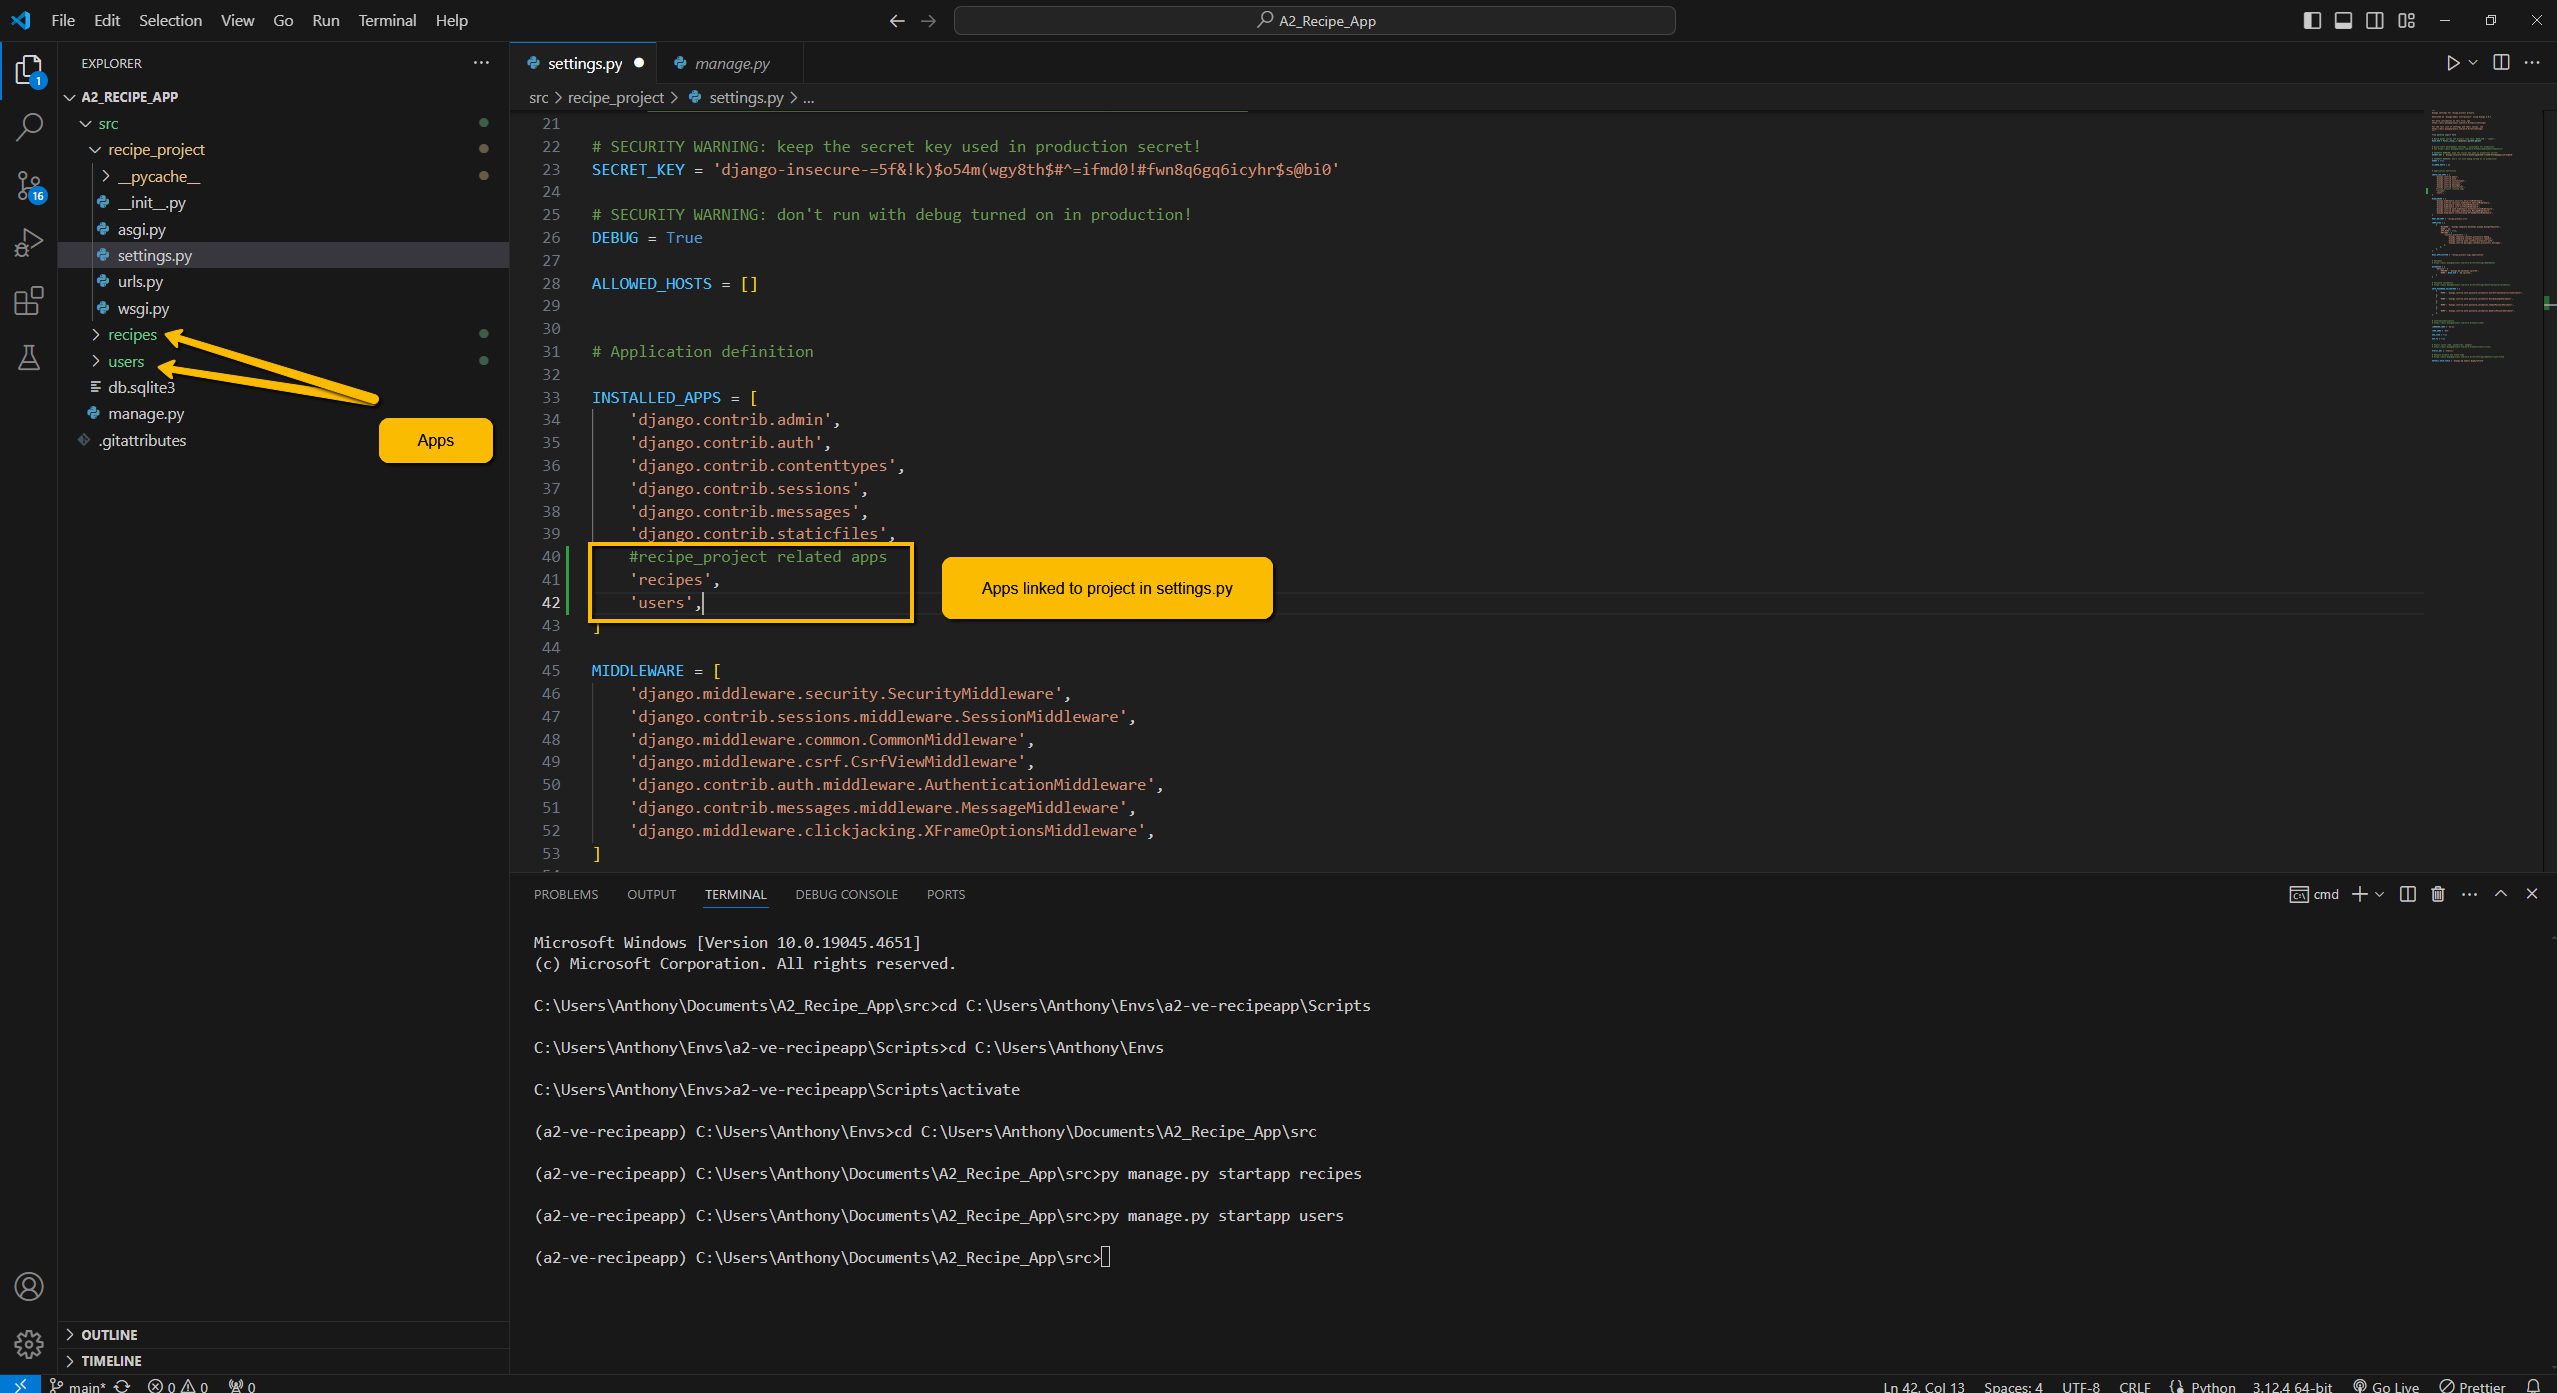 File Edit Selection View Go Run Terminal Help
A2_Recipe_App
EXPLORER
1
A2_RECIPE_APP
src
recipe_project
__pycache__
16
__init__.py
asgi.py
settings.py
urls.py
wsgi.py
recipes
users
db.sqlite3
manage.py
.gitattributes
Apps
settings.py
manage.py
src > recipe_project > settings.py > ...
21
22 # SECURITY WARNING: keep the secret key used in production secret!
23 SECRET_KEY = 'django-insecure-=5f&!k)$o54m(wgy8th$#^=ifmd0!#fwn8q6gq6icyhr$s@bi0'
24
25 # SECURITY WARNING: don't run with debug turned on in production!
26 DEBUG = True
27
28 ALLOWED_HOSTS = []
29
30
31 # Application definition
32
33 INSTALLED_APPS = [
34 'django.contrib.admin',
35 'django.contrib.auth',
36 'django.contrib.contenttypes',
37 'django.contrib.sessions',
38 'django.contrib.messages',
39 'django.contrib.staticfiles',
40 #recipe_project related apps
41 'recipes',
42 'users',
43 ]
Apps linked to project in settings.py
44
45 MIDDLEWARE = [
46 'django.middleware.security.SecurityMiddleware',
47 'django.contrib.sessions.middleware.SessionMiddleware',
48 'django.middleware.common.CommonMiddleware',
49 'django.middleware.csrf.CsrfViewMiddleware',
50 'django.contrib.auth.middleware.AuthenticationMiddleware',
51 'django.contrib.messages.middleware.MessageMiddleware',
52 'django.middleware.clickjacking.XFrameOptionsMiddleware',
53 ]
PROBLEMS OUTPUT TERMINAL DEBUG CONSOLE PORTS
cmd
Microsoft Windows [Version 10.0.19045.4651]
(c) Microsoft Corporation. All rights reserved.
C:\Users\Anthony\Documents\A2_Recipe_App\src>cd C:\Users\Anthony\Envs\a2-ve-recipeapp\Scripts
C:\Users\Anthony\Envs\a2-ve-recipeapp\Scripts>cd C:\Users\Anthony\Envs
C:\Users\Anthony\Envs>a2-ve-recipeapp\Scripts\activate
(a2-ve-recipeapp) C:\Users\Anthony\Envs>cd C:\Users\Anthony\Documents\A2_Recipe_App\src
(a2-ve-recipeapp) C:\Users\Anthony\Documents\A2_Recipe_App\src>py manage.py startapp recipes
(a2-ve-recipeapp) C:\Users\Anthony\Documents\A2_Recipe_App\src>py manage.py startapp users
(a2-ve-recipeapp) C:\Users\Anthony\Documents\A2_Recipe_App\src>
OUTLINE
TIMELINE
main* 0 0 0
Ln 42, Col 13 Spaces: 4 UTF-8 CRLF Python 3.12.4 64-bit Go Live Prettier